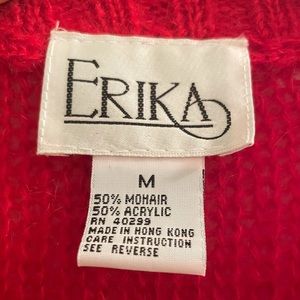 ERIKA
M
50% MOHAIR
50% ACRYLIC
RN 40299
MADE IN HONG KONG
CARE INSTRUCTION
SEE REVERSE